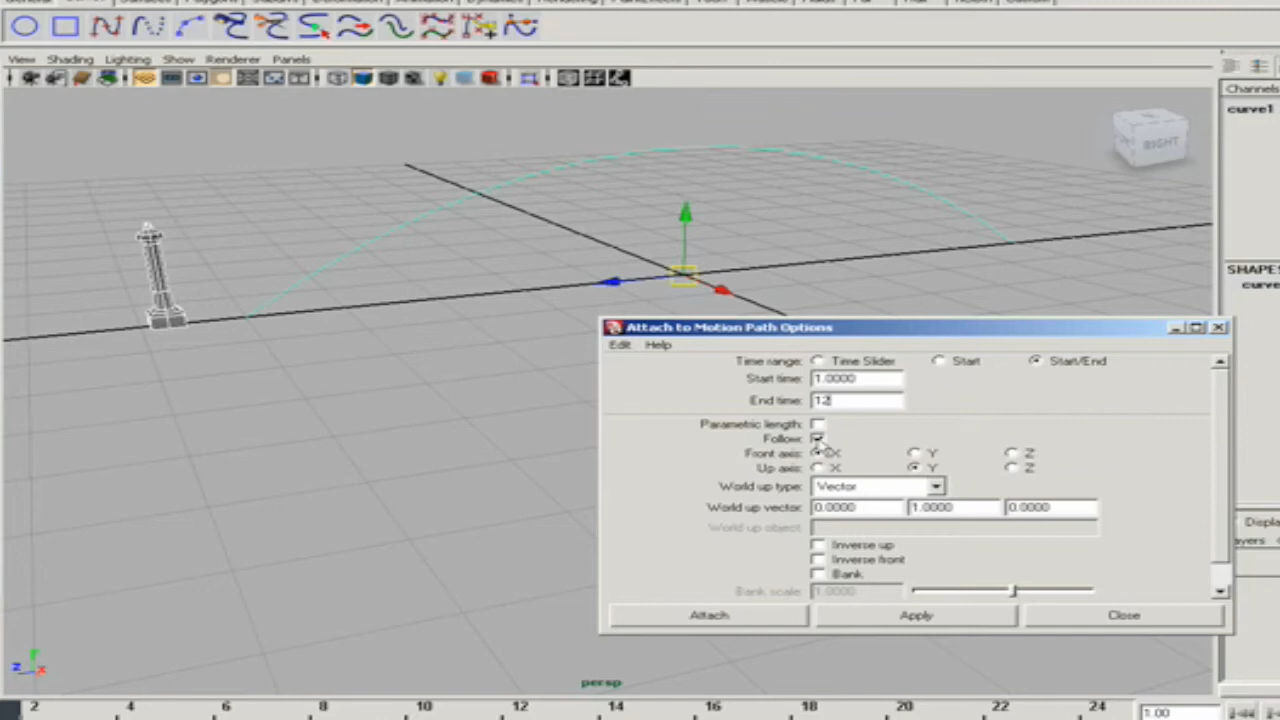 View Shading Lighting Show Renderer Panels
Channels
curve1
RIGHT
SHAPES
curve
Attach to Motion Path Options
Edit Help
Time range: Time Slider Start Start/End
Start time: 1.0000
End time: 12
Parametric length:
Follow:
Front axis: X Y Z
Up axis: X Y Z
World up type: Vector
World up vector: 0.0000 1.0000 0.0000
World up object:
Inverse up
Inverse front
Bank
Bank scale: 1.0000
Attach Apply Close
Displa
ayers
z x
persp
2 4 6 8 10 12 14 16 18 20 22 24
1.00